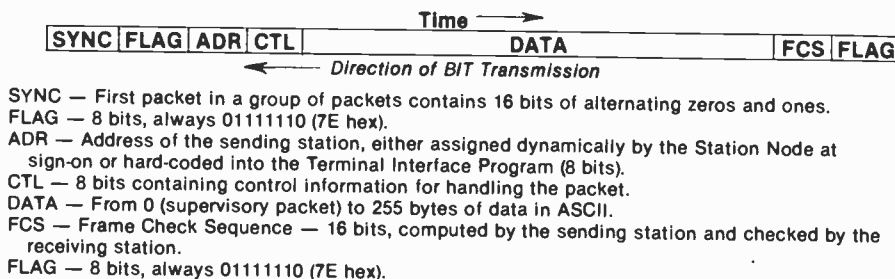 Time
SYNC FLAG ADR CTL DATA FCS FLAG
Direction of BIT Transmission
SYNC — First packet in a group of packets contains 16 bits of alternating zeros and ones.
FLAG — 8 bits, always 01111110 (7E hex).
ADR — Address of the sending station, either assigned dynamically by the Station Node at
sign-on or hard-coded into the Terminal Interface Program (8 bits).
CTL — 8 bits containing control information for handling the packet.
DATA — From 0 (supervisory packet) to 255 bytes of data in ASCII.
FCS — Frame Check Sequence — 16 bits, computed by the sending station and checked by the
receiving station.
FLAG — 8 bits, always 01111110 (7E hex).